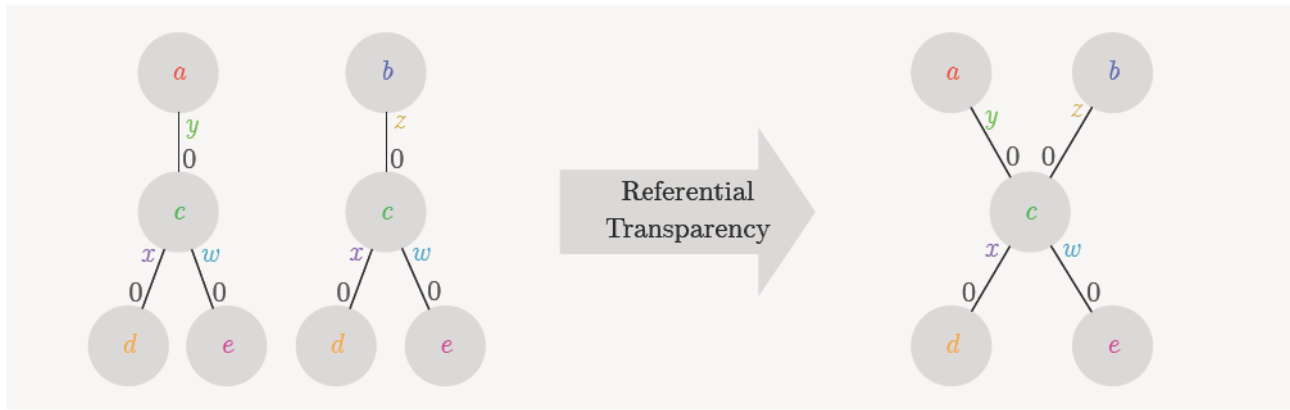 a b a b
y z y z
0 0 0 0
Referential
Transparency
c c c
x w x w x w
0 0 0 0 0 0
d e d e d e